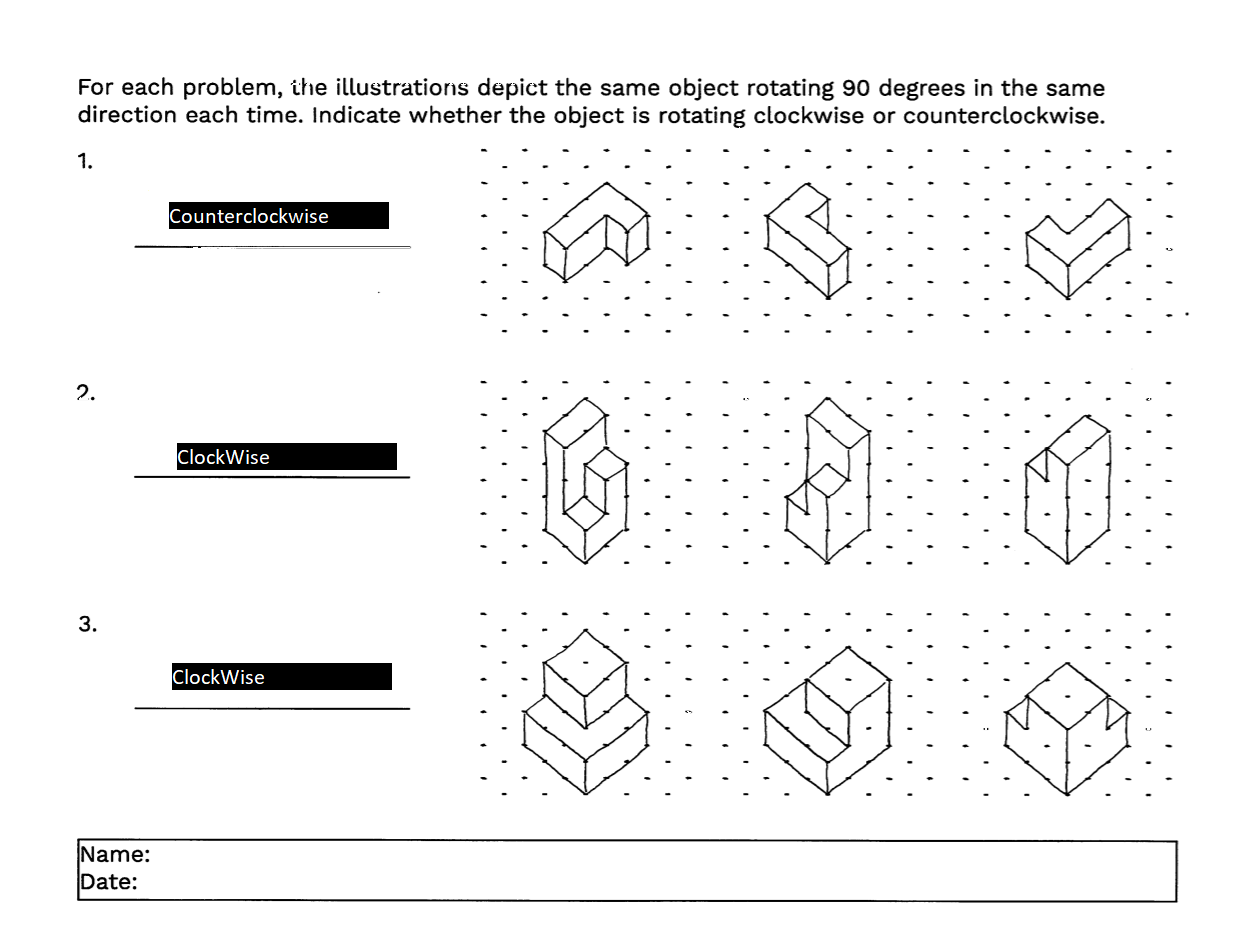 For each problem, the illustrations depict the same object rotating 90 degrees in the same
direction each time. Indicate whether the object is rotating clockwise or counterclockwise.
1.
Counterclockwise
2.
ClockWise
3.
ClockWise
Name:
Date: